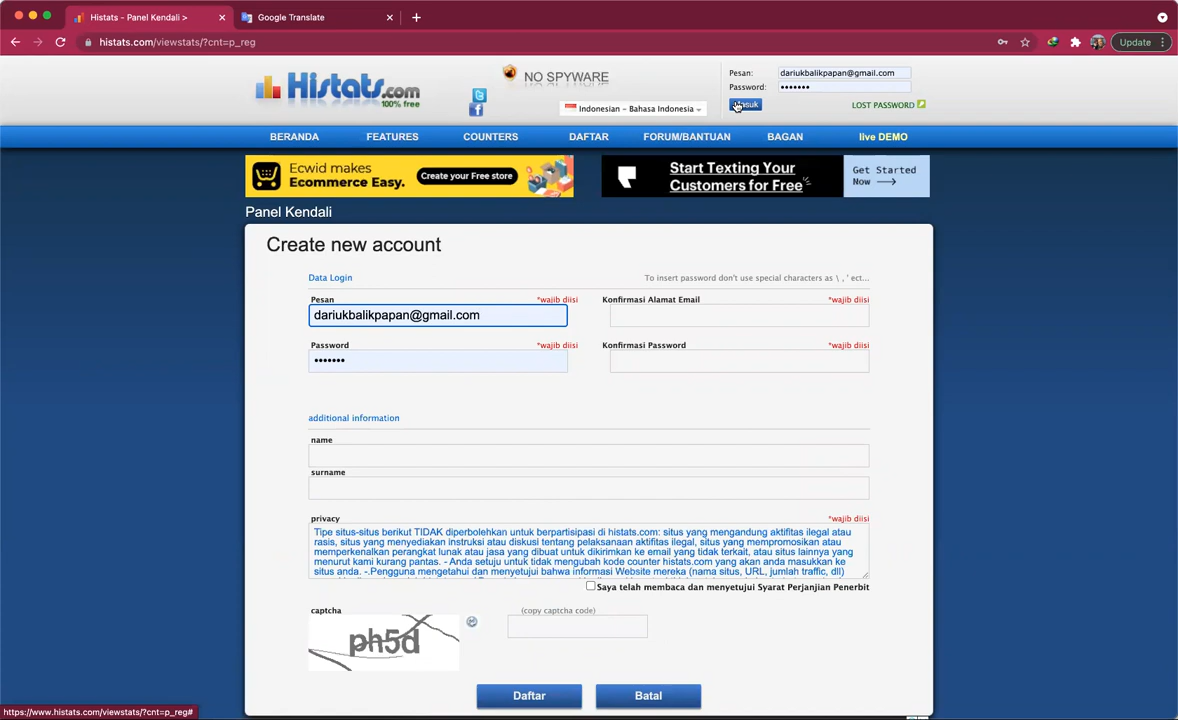 Histats - Panel Kendali >
Google Translate
histats.com/viewstats/?cnt=p_reg
Update
Histats.com
100% free
NO SPYWARE
Indonesian - Bahasa Indonesia
Pesan:
dariukbalikpapan@gmail.com
Password:
•••••••
LOST PASSWORD
BERANDA
FEATURES
COUNTERS
DAFTAR
FORUM/BANTUAN
BAGAN
live DEMO
Ecwid makes
Ecommerce Easy.
Create your Free store
Start Texting Your
Customers for Free
Get Started
Now
Panel Kendali
Create new account
Data Login
To insert password don't use special characters as \ , ' ect...
Pesan
*wajib diisi
Konfirmasi Alamat Email
*wajib diisi
dariukbalikpapan@gmail.com
Password
*wajib diisi
Konfirmasi Password
*wajib diisi
•••••••
additional information
name
surname
privacy
*wajib diisi
Tipe situs-situs berikut TIDAK diperbolehkan untuk berpartisipasi di histats.com: situs yang mengandung aktifitas ilegal atau
rasis, situs yang menyediakan instruksi atau diskusi tentang pelaksanaan aktifitas ilegal, situs yang mempromosikan atau
memperkenalkan perangkat lunak atau jasa yang dibuat untuk dikirimkan ke email yang tidak terkait, atau situs lainnya yang
menurut kami kurang pantas. - Anda setuju untuk tidak mengubah kode counter histats.com yang akan anda masukkan ke
situs anda. -.Pengguna mengetahui dan menyetujui bahwa informasi Website mereka (nama situs, URL, jumlah traffic, dll)
Saya telah membaca dan menyetujui Syarat Perjanjian Penerbit
captcha
(copy captcha code)
ph5d
Daftar
Batal
https://www.histats.com/viewstats/?cnt=p_reg#